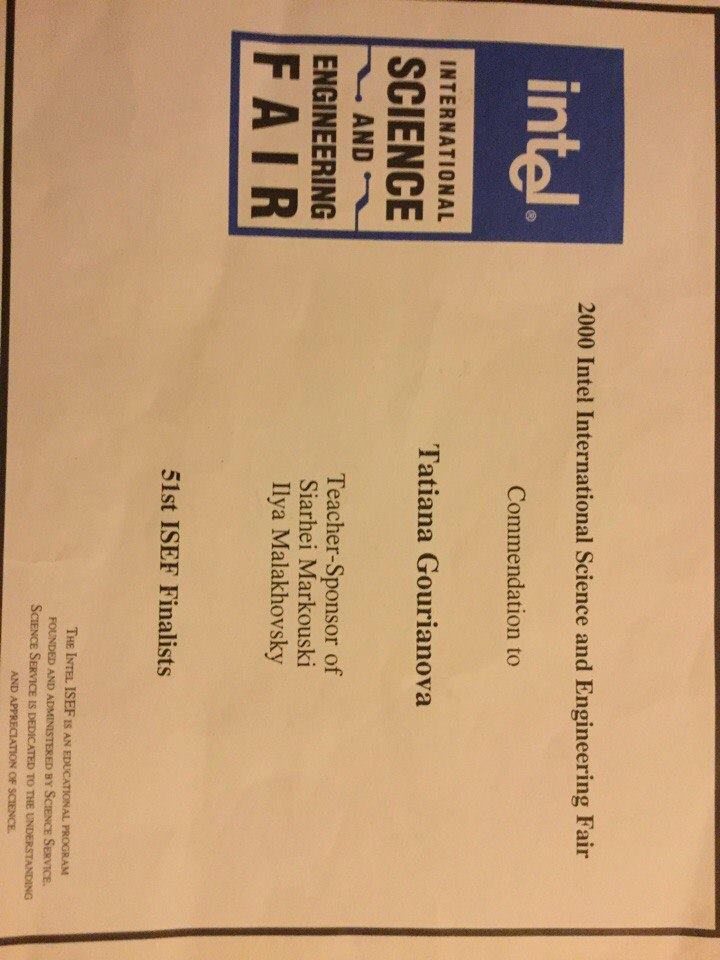 intel®
INTERNATIONAL
SCIENCE
AND
ENGINEERING
FAIR
2000 Intel International Science and Engineering Fair
Commendation to
Tatiana Gourianova
Teacher-Sponsor of
Siarhei Markouski
Ilya Malakhovsky
51st ISEF Finalists
THE INTEL ISEF IS AN EDUCATIONAL PROGRAM
FOUNDED AND ADMINISTERED BY SCIENCE SERVICE.
SCIENCE SERVICE IS DEDICATED TO THE UNDERSTANDING
AND APPRECIATION OF SCIENCE.